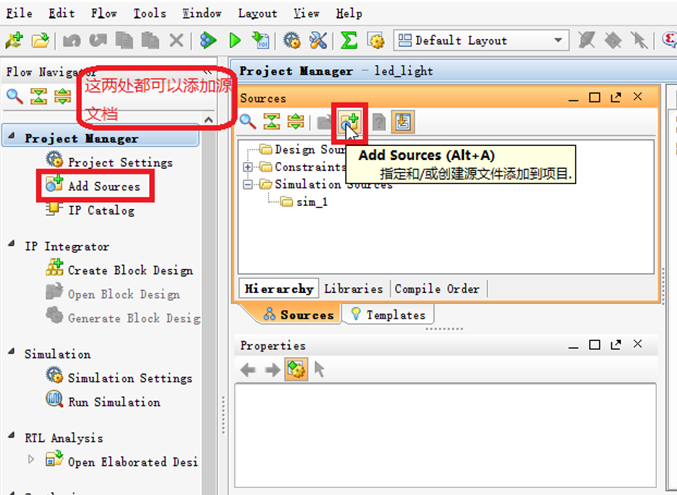 File Edit Flow Tools Window Layout View Help
Default Layout
Flow Navigator
这两处都可以添加源
文档
Project Manager
Project Settings
Add Sources
IP Catalog
IP Integrator
Create Block Design
Open Block Design
Generate Block Desig
Simulation
Simulation Settings
Run Simulation
RTL Analysis
Open Elaborated Desi
Project Manager - led_light
Sources
Design Sou
Constraints
Simulation Sources
sim_1
Add Sources (Alt+A)
指定和/或创建源文件添加到项目.
Hierarchy Libraries Compile Order
Sources Templates
Properties